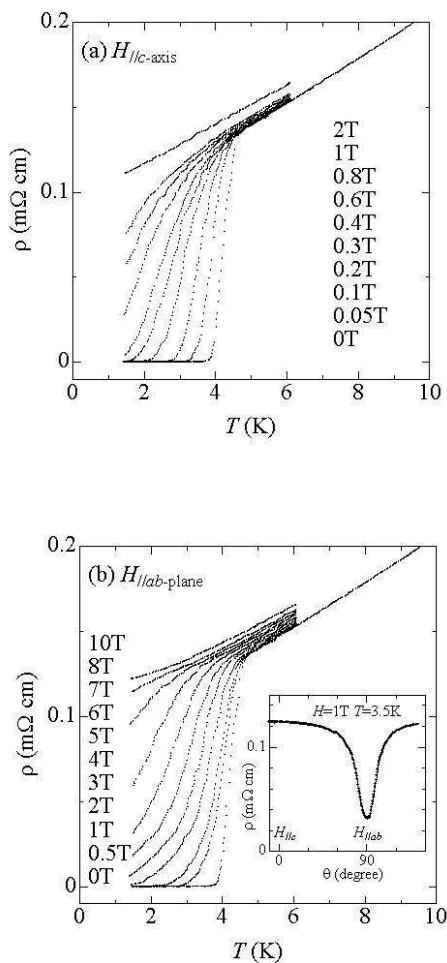 0.2
(a) H//c-axis
2T
1T
0.8T
0.6T
0.4T
0.3T
0.2T
0.1T
0.05T
0T
0.1
0
ρ (mΩ cm)
0 2 4 6 8 10
T (K)
0.2
(b) H//ab-plane
10T
8T
7T
6T
5T
4T
3T
2T
1T
0.5T
0T
0.1
0
ρ (mΩ cm)
H=1T T=3.5K
0.1
0
ρ (mΩ cm)
H//c H//ab
0 90
θ (degree)
0 2 4 6 8 10
T (K)